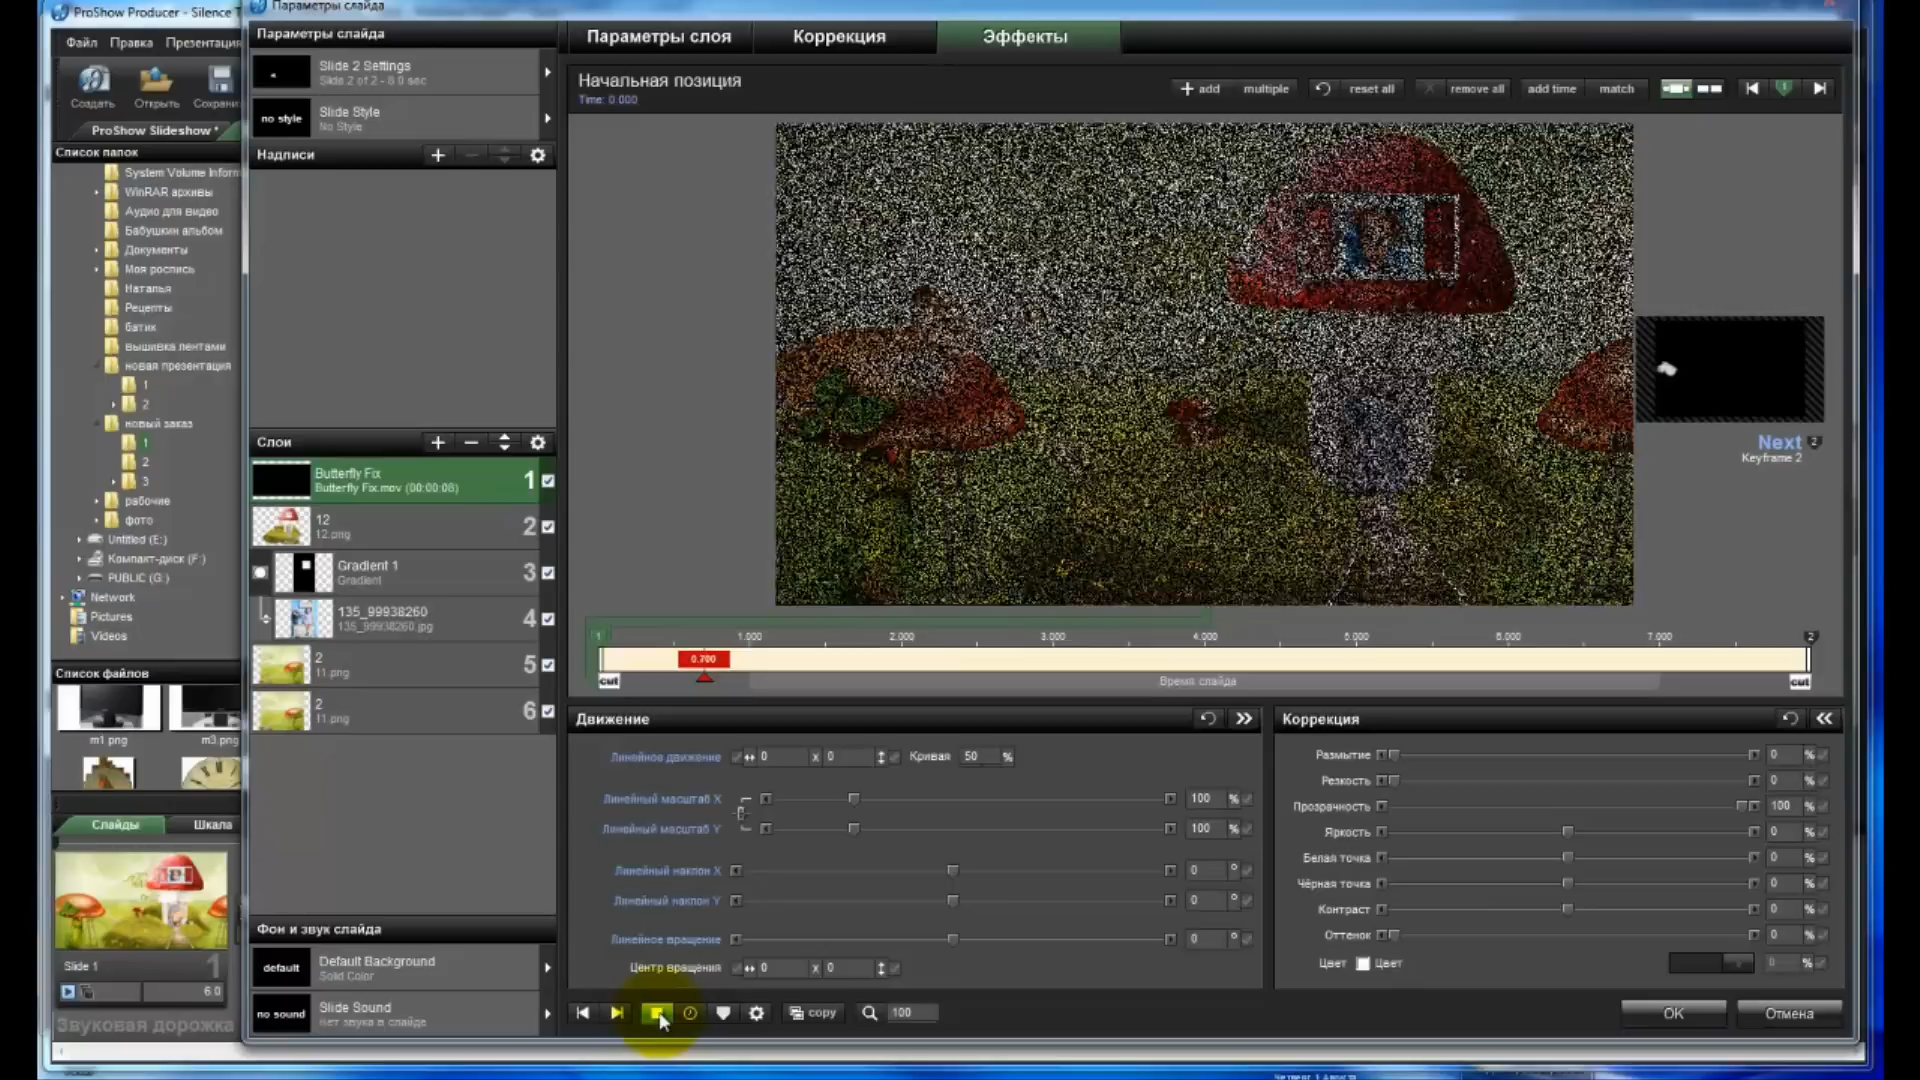 ProShow Producer - Silence T
Параметры слайда
Файл Правка Презентация
Создать Открыть Сохрани
ProShow Slideshow *
Список папок
System Volume Inform
WinRAR архивы
Аудио для видео
Бабушкин альбом
Документы
Моя роспись
Наталья
Рецепты
батик
вышивка лентами
новая презентация
1
2
новый заказ
1
2
3
рабочие
фото
Untitled (E:)
Компакт-диск (F:)
PUBLIC (G:)
Network
Pictures
Videos
Список файлов
m1.png m3.png
Слайды Шкала
Slide 1 1
6.0
Звуковая дорожка
Параметры слайда
Slide 2 Settings
Slide 2 of 2 - 8.0 sec
no style
Slide Style
No Style
Надписи
Слои
Butterfly Fix
Butterfly Fix.mov (00:00:08)
1
12
12.png
2
Gradient 1
Gradient
3
135_99938260
135_99938260.jpg
4
2
11.png
5
2
11.png
6
Фон и звук слайда
default
Default Background
Solid Color
no sound
Slide Sound
Нет звука в слайде
Параметры слоя Коррекция Эффекты
Начальная позиция
Time: 0.000
add multiple reset all remove all add time match
1
Next 2
Keyframe 2
1 1.000 2.000 3.000 4.000 5.000 6.000 7.000 2
0.700
cut Время слайда cut
Движение
Линейное движение 0 x 0 Кривая 50 %
Линейный масштаб X 100 %
Линейный масштаб Y 100 %
Линейный наклон X 0 °
Линейный наклон Y 0 °
Линейное вращение 0 °
Центр вращения 0 x 0
Коррекция
Размытие 0 %
Резкость 0 %
Прозрачность 100 %
Яркость 0 %
Белая точка 0 %
Чёрная точка 0 %
Контраст 0 %
Оттенок 0 %
Цвет Цвет %
copy 100
OK Отмена